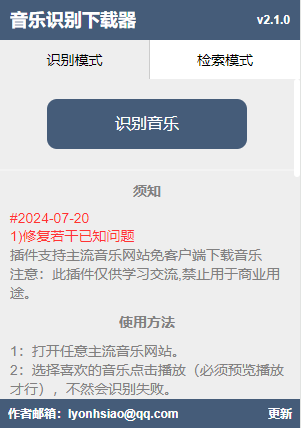 音乐识别下载器 v2.1.0
识别模式 检索模式
识别音乐
须知
#2024-07-20
1)修复若干已知问题
插件支持主流音乐网站免客户端下载音乐
注意：此插件仅供学习交流,禁止用于商业用
途。
使用方法
1：打开任意主流音乐网站。
2：选择喜欢的音乐点击播放（必须预览播放
才行），不然会识别失败。
作者邮箱：lyonhsiao@qq.com 更新